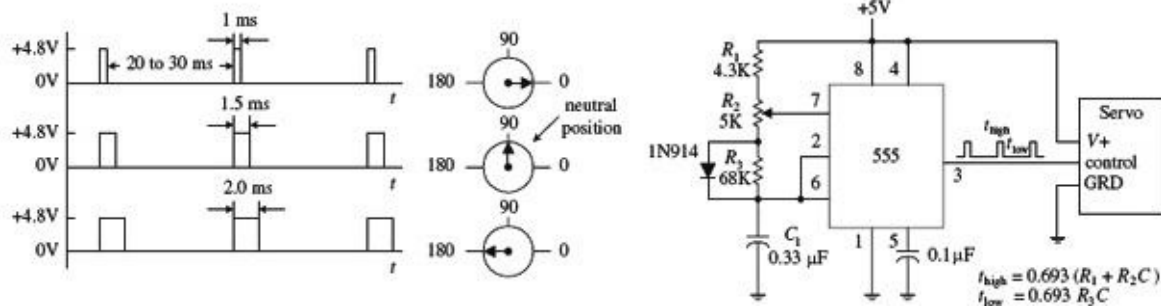 1 ms
+4.8V
20 to 30 ms
0V
t
90
180
0
1.5 ms
+4.8V
0V
t
neutral
position
90
180
0
2.0 ms
+4.8V
0V
t
90
180
0
+5V
R1
4.3K
R2
5K
1N914
R3
68K
C1
0.33 µF
8
4
7
2
6
555
3
1
5
0.1µF
thigh
tlow
Servo
V+
control
GRD
thigh = 0.693 (R1 + R2C)
tlow = 0.693 R3C